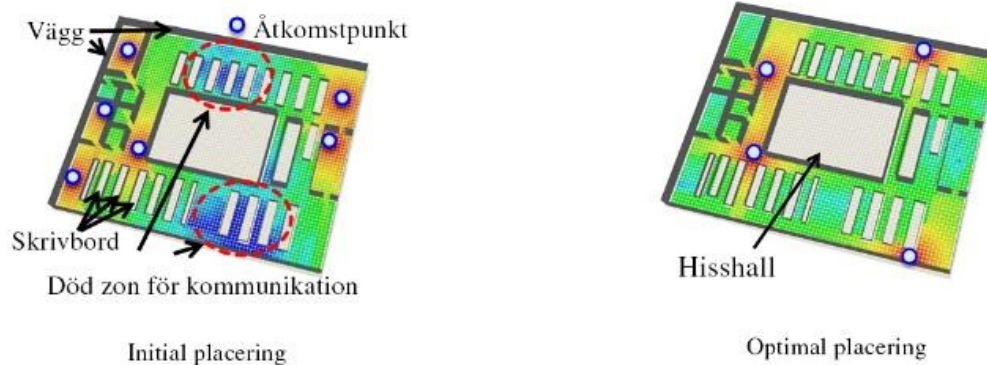 Vägg
Åtkomstpunkt
Skrivbord
Död zon för kommunikation
Initial placering
Hisshall
Optimal placering